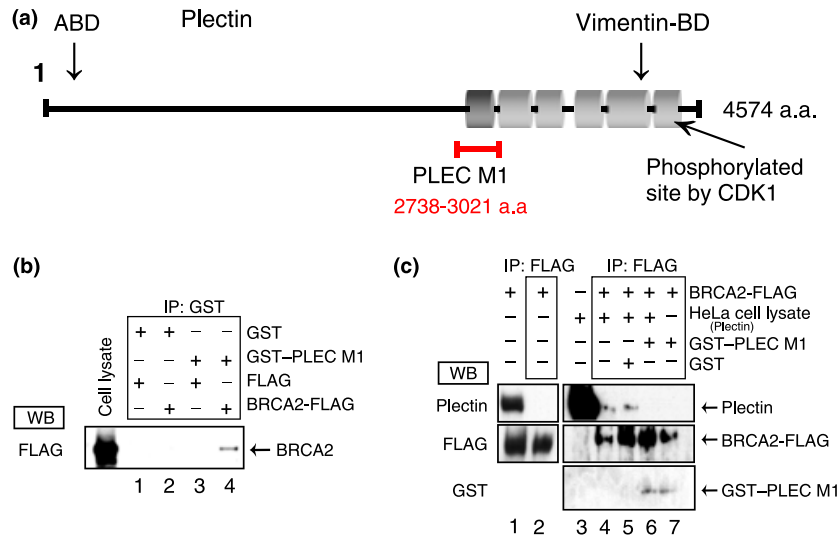 (a)
ABD
Plectin
Vimentin-BD
1
4574 a.a.
PLEC M1
2738-3021 a.a
Phosphorylated
site by CDK1
(b)
IP: GST
Cell lysate
+ + – – GST
– – + + GST–PLEC M1
+ – + – FLAG
– + – + BRCA2-FLAG
WB
FLAG
← BRCA2
1 2 3 4
(c)
IP: FLAG
IP: FLAG
+ + – + + + + BRCA2-FLAG
– – + + + + – HeLa cell lysate
(Plectin)
– – – – – + + GST–PLEC M1
– – – – + – – GST
WB
Plectin
← Plectin
FLAG
← BRCA2-FLAG
GST
← GST–PLEC M1
1 2 3 4 5 6 7